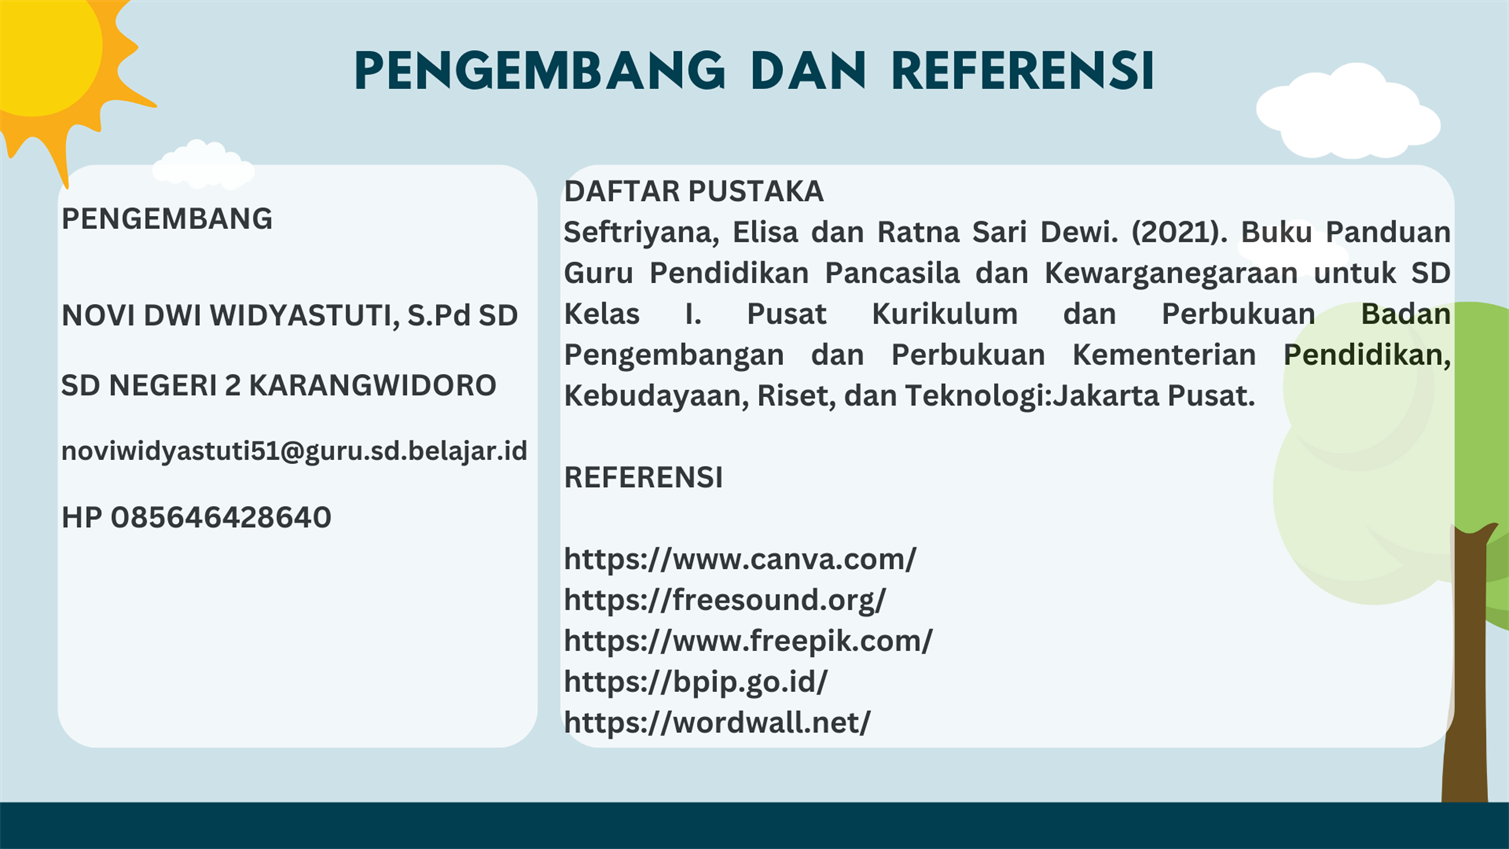 PENGEMBANG DAN REFERENSI
PENGEMBANG
NOVI DWI WIDYASTUTI, S.Pd SD
SD NEGERI 2 KARANGWIDORO
noviwidyastuti51@guru.sd.belajar.id
HP 085646428640
DAFTAR PUSTAKA
Seftriyana, Elisa dan Ratna Sari Dewi. (2021). Buku Panduan
Guru Pendidikan Pancasila dan Kewarganegaraan untuk SD
Kelas I. Pusat Kurikulum dan Perbukuan Badan
Pengembangan dan Perbukuan Kementerian Pendidikan,
Kebudayaan, Riset, dan Teknologi:Jakarta Pusat.
REFERENSI
https://www.canva.com/
https://freesound.org/
https://www.freepik.com/
https://bpip.go.id/
https://wordwall.net/